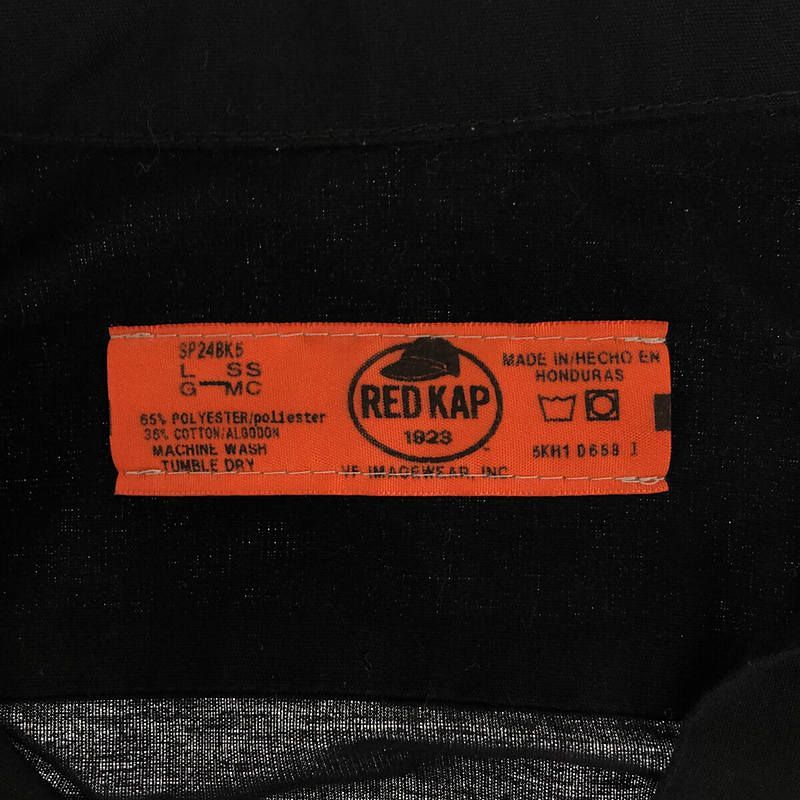 SP24BK5
L SS
G MC
65% POLYESTER/poliester
35% COTTON/ALGODON
MACHINE WASH
TUMBLE DRY
RED KAP
1923
VF IMAGEWEAR, INC
MADE IN/HECHO EN
HONDURAS
5KH1 0658 I